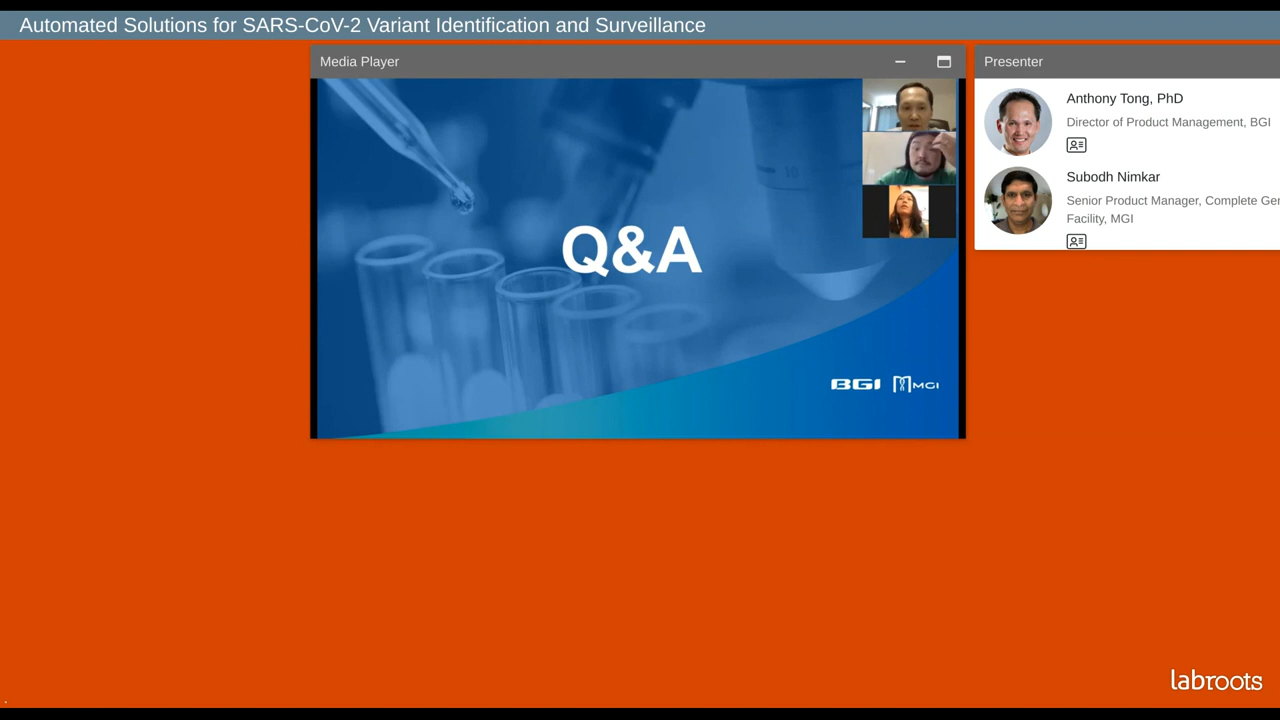 Automated Solutions for SARS-CoV-2 Variant Identification and Surveillance
Media Player
Q&A
BGI
MGI
Presenter
Anthony Tong, PhD
Director of Product Management, BGI
Subodh Nimkar
Senior Product Manager, Complete Ge
Facility, MGI
labroots